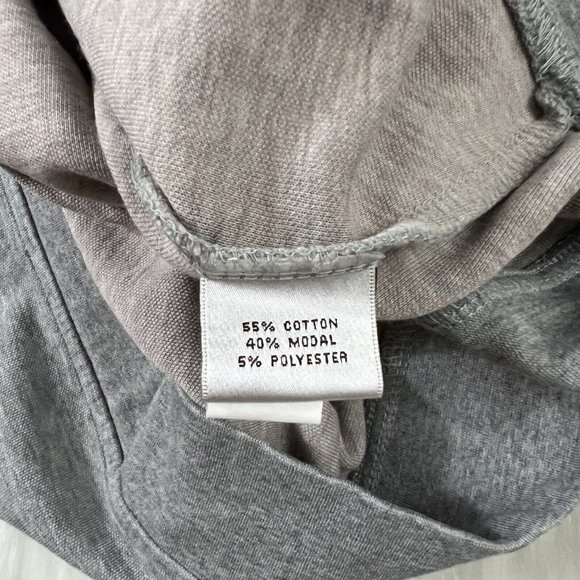 55% COTTON
40% MODAL
5% POLYESTER